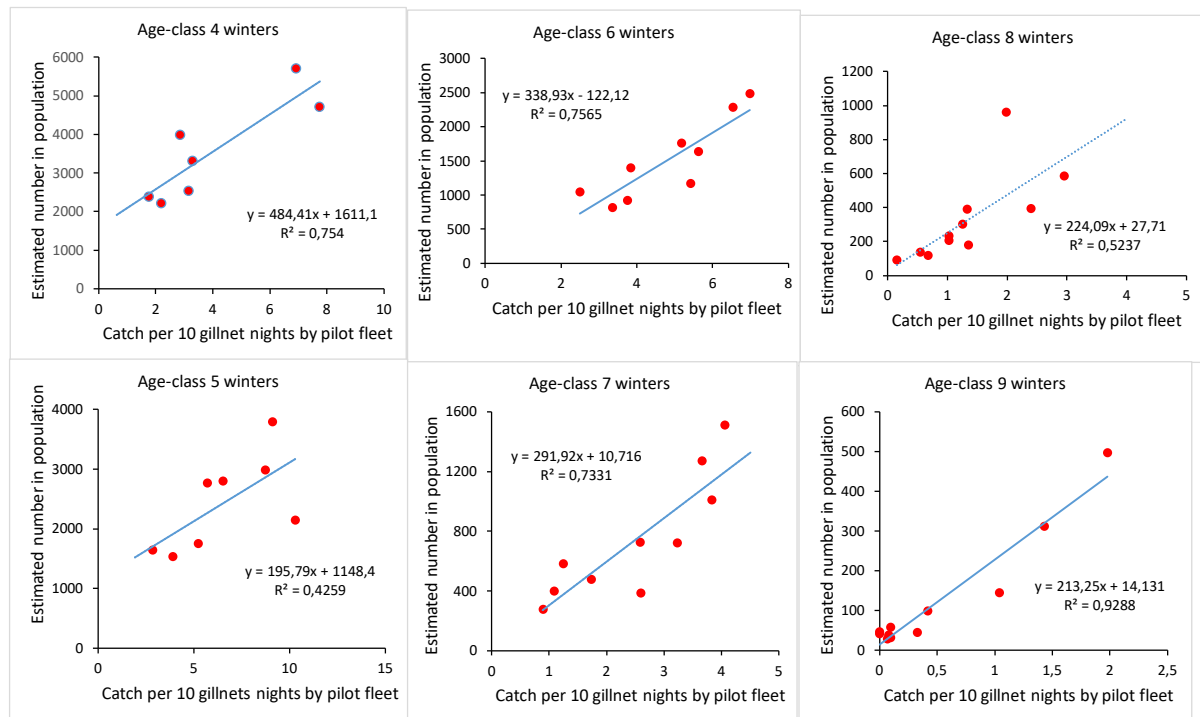 Age-class 4 winters
6000
5000
4000
3000
2000
1000
0
Estimated number in population
y = 484,41x + 1611,1
R² = 0,754
0 2 4 6 8 10
Catch per 10 gillnet nights by pilot fleet
Age-class 6 winters
3000
2500
2000
1500
1000
500
0
Estimated number in population
y = 338,93x - 122,12
R² = 0,7565
0 2 4 6 8
Catch per 10 gillnet nights by pilot fleet
Age-class 8 winters
1200
1000
800
600
400
200
0
Estimated number in population
y = 224,09x + 27,71
R² = 0,5237
0 1 2 3 4 5
Catch per 10 gillnet nights by pilot fleet
Age-class 5 winters
4000
3000
2000
1000
0
Estimated number in population
y = 195,79x + 1148,4
R² = 0,4259
0 5 10 15
Catch per 10 gillnets nights by pilot fleet
Age-class 7 winters
1600
1200
800
400
0
Estimated number in population
y = 291,92x + 10,716
R² = 0,7331
0 1 2 3 4 5
Catch per 10 gillnet nights by pilot fleet
Age-class 9 winters
600
500
400
300
200
100
0
Estimated number in population
y = 213,25x + 14,131
R² = 0,9288
0 0,5 1 1,5 2 2,5
Catch per 10 gillnet nights by pilot fleet